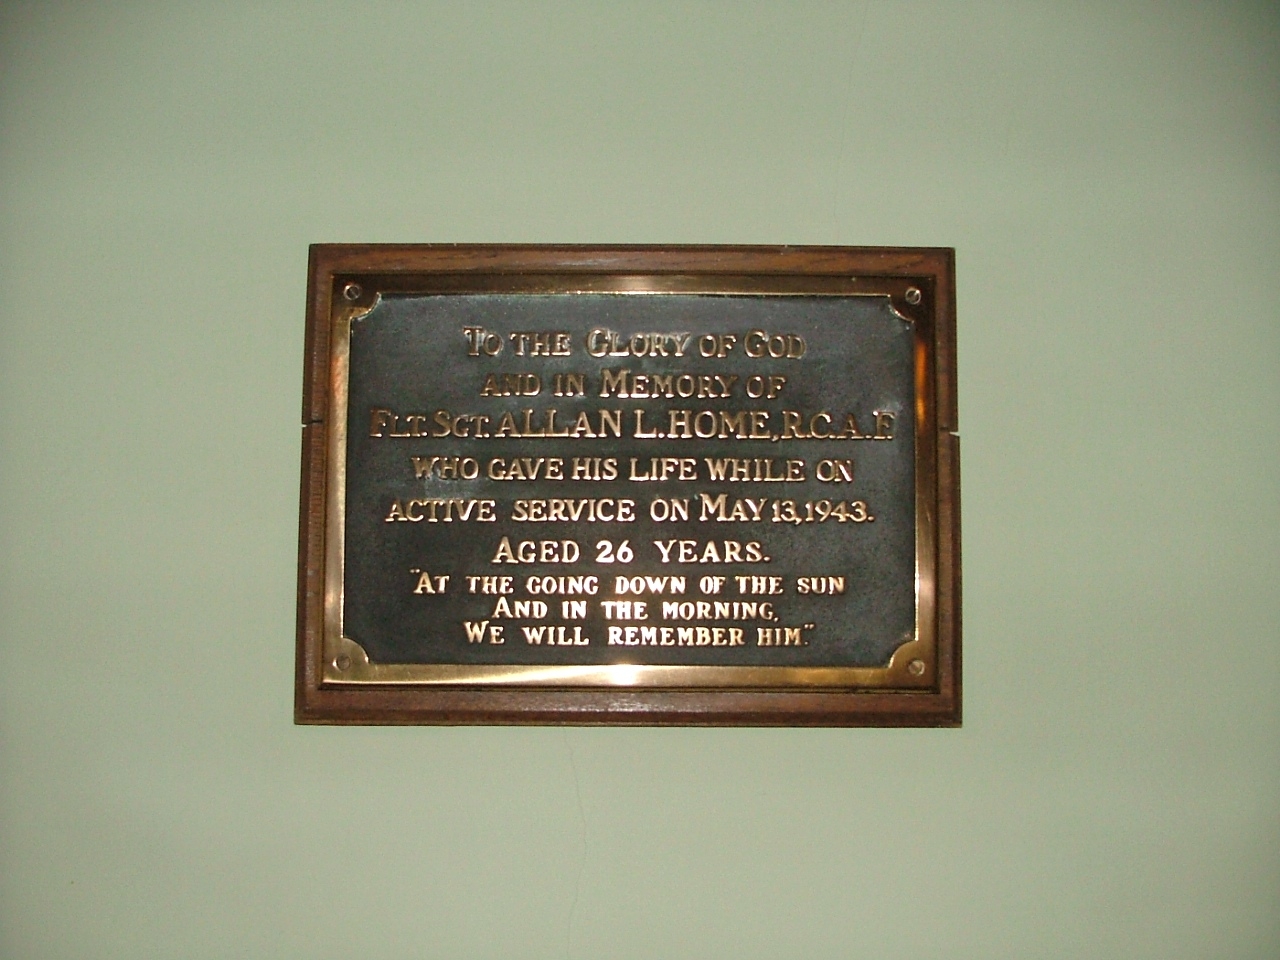 To the Glory of God
and in Memory of
Flt. Sgt. ALLAN L. HOME, R.C.A.F.
who gave his life while on
active service on May 13, 1943.
Aged 26 years.
"At the going down of the sun
And in the morning,
We will remember him."